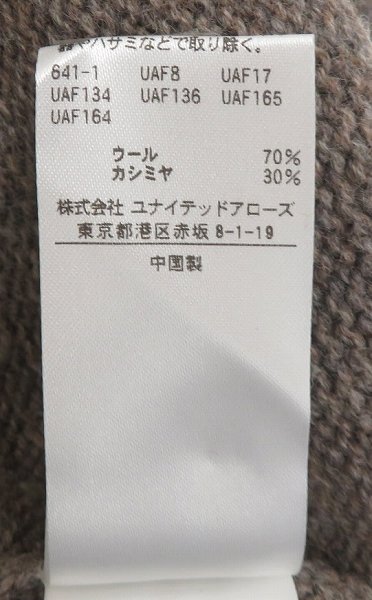 やハサミなどで取り除く。
641-1 UAF8 UAF17
UAF134 UAF136 UAF165
UAF164
ウール 70%
カシミヤ 30%
株式会社 ユナイテッドアローズ
東京都港区赤坂 8-1-19
中国製